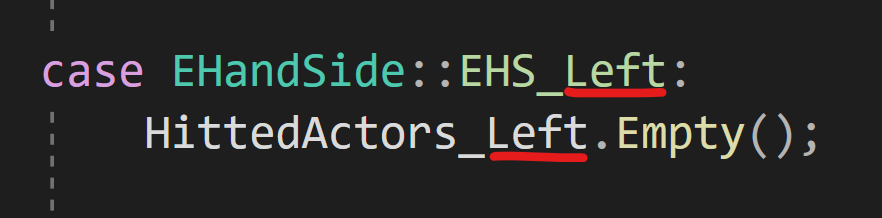 case EHandSide::EHS_Left:
HittedActors_Left.Empty();